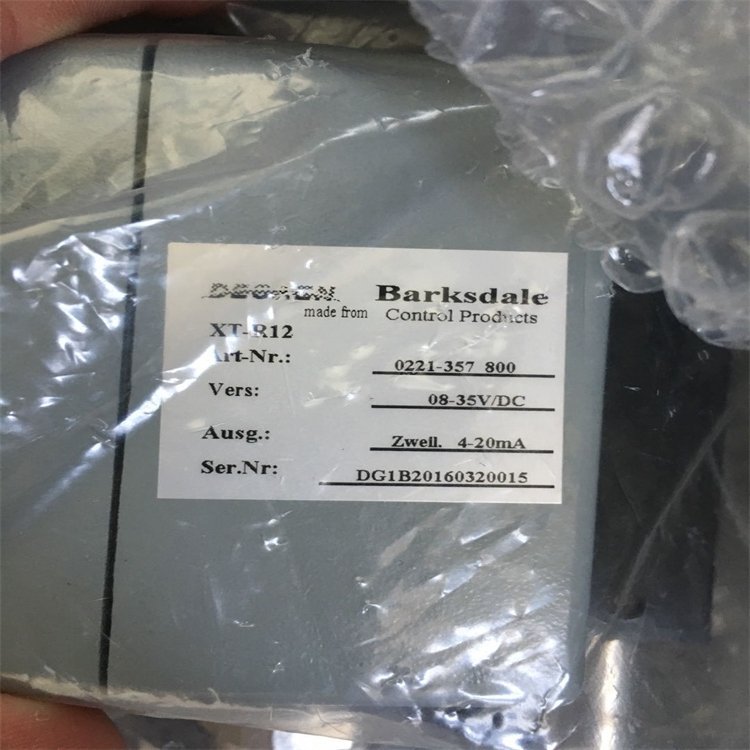 Barksdale
made from Control Products
XT-R12
Art-Nr.: 0221-357 800
Vers: 08-35V/DC
Ausg.: Zweil. 4-20mA
Ser.Nr: DG1B20160320015